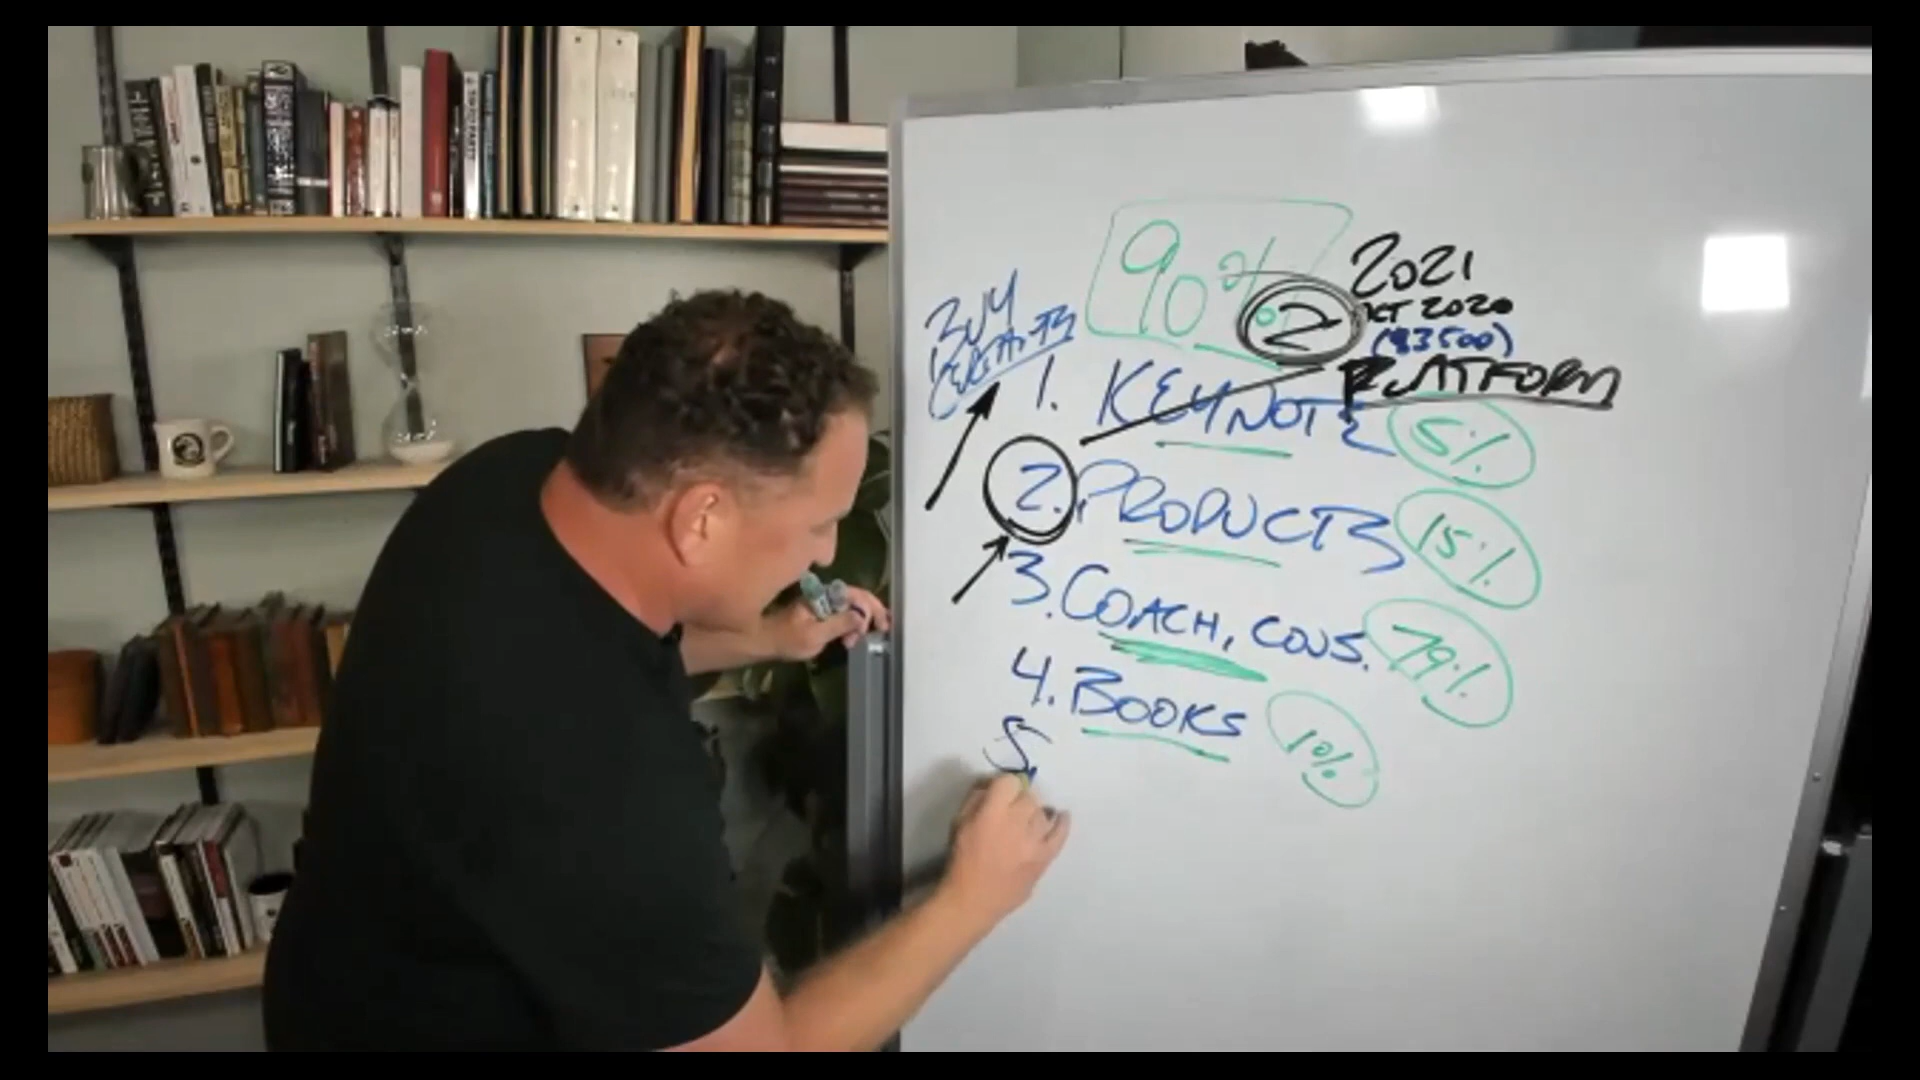 90%
2
2021
OCT 2020
($3500)
PLATFORM
BUY
1. KEYNOTE 5%
2. PRODUCTS 15%
3. COACH, CONS. 79%
4. BOOKS 1%
5.